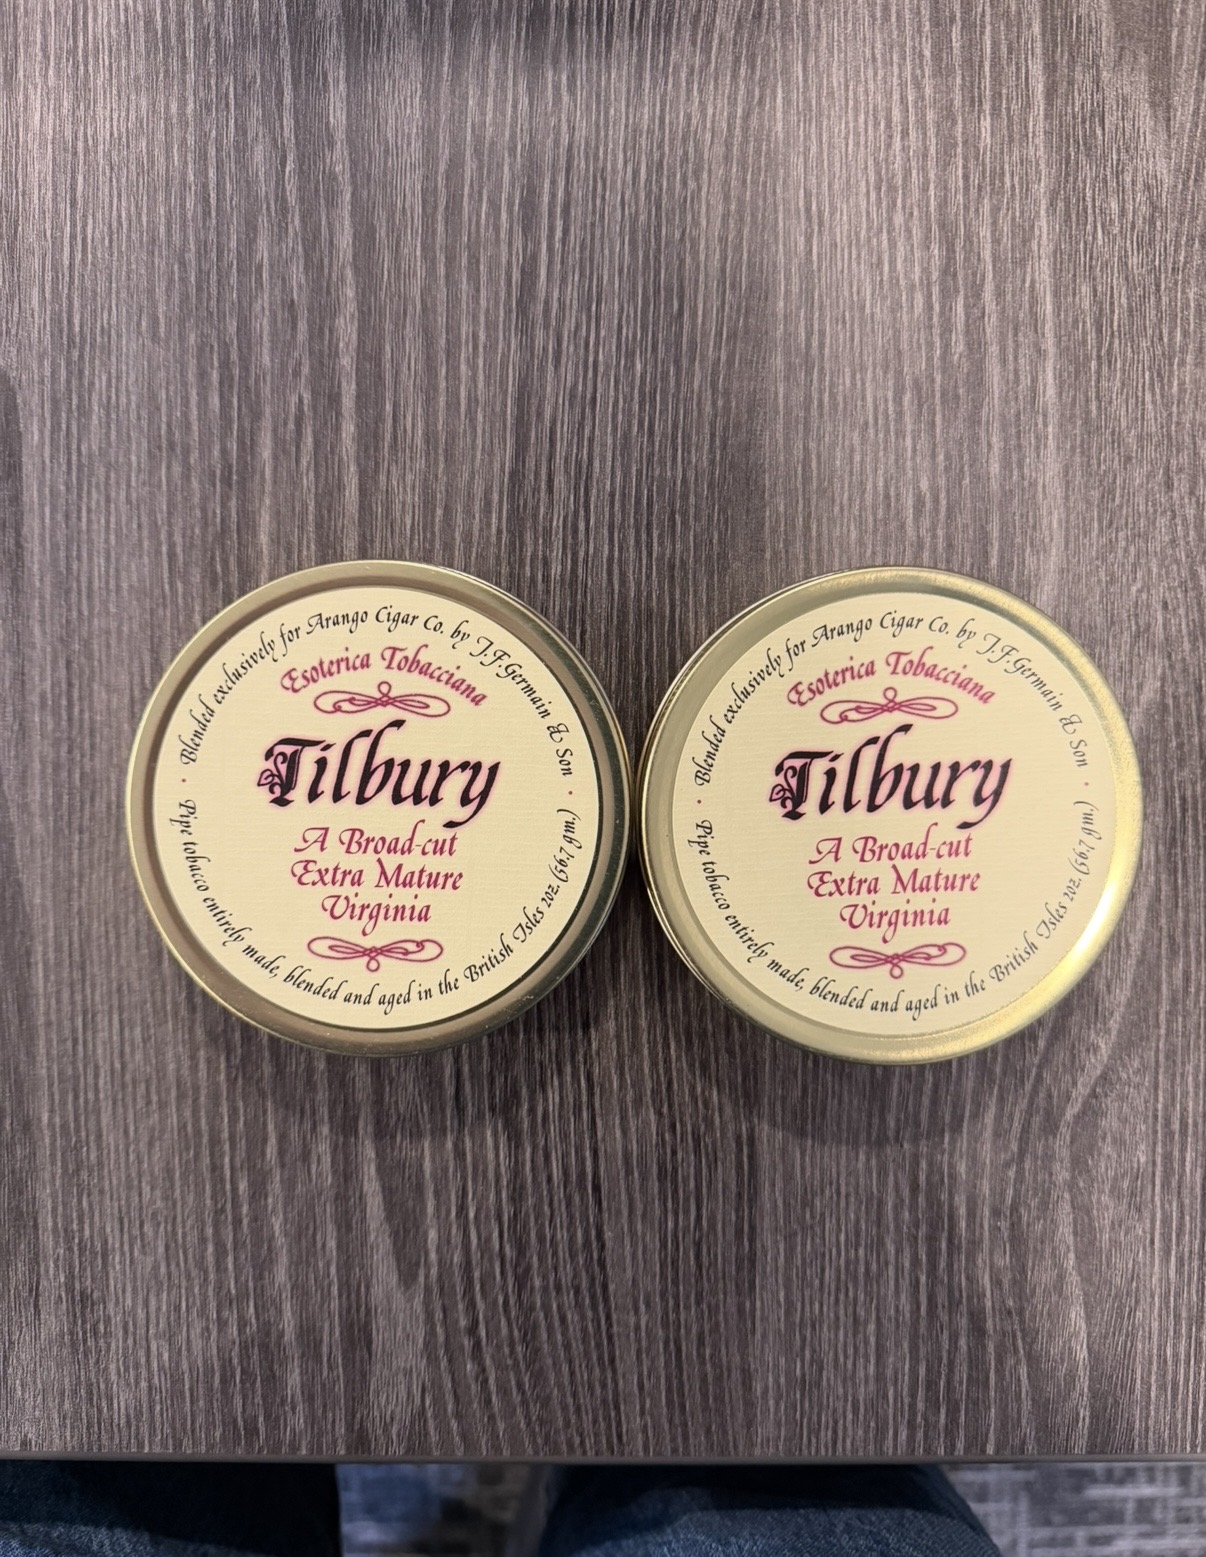 Blended exclusively for Arango Cigar Co. by J.F.Germain & Son
Esoterica Tobacciana
Tilbury
A Broad-cut
Extra Mature
Virginia
Pipe tobacco entirely made, blended and aged in the British Isles 2oz.(56.7 gm.)
Blended exclusively for Arango Cigar Co. by J.F.Germain & Son
Esoterica Tobacciana
Tilbury
A Broad-cut
Extra Mature
Virginia
Pipe tobacco entirely made, blended and aged in the British Isles 2oz.(56.7 gm.)